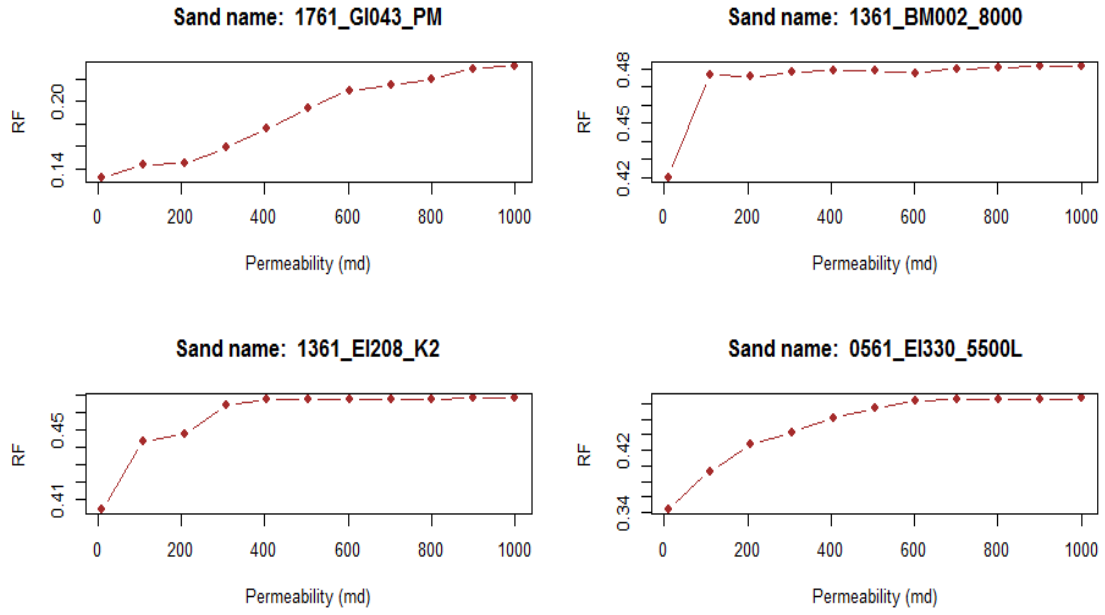 Sand name: 1761_GI043_PM
RF
0.20
0.14
0 200 400 600 800 1000
Permeability (md)
Sand name: 1361_BM002_8000
RF
0.48
0.45
0.42
0 200 400 600 800 1000
Permeability (md)
Sand name: 1361_EI208_K2
RF
0.45
0.41
0 200 400 600 800 1000
Permeability (md)
Sand name: 0561_EI330_5500L
RF
0.42
0.34
0 200 400 600 800 1000
Permeability (md)